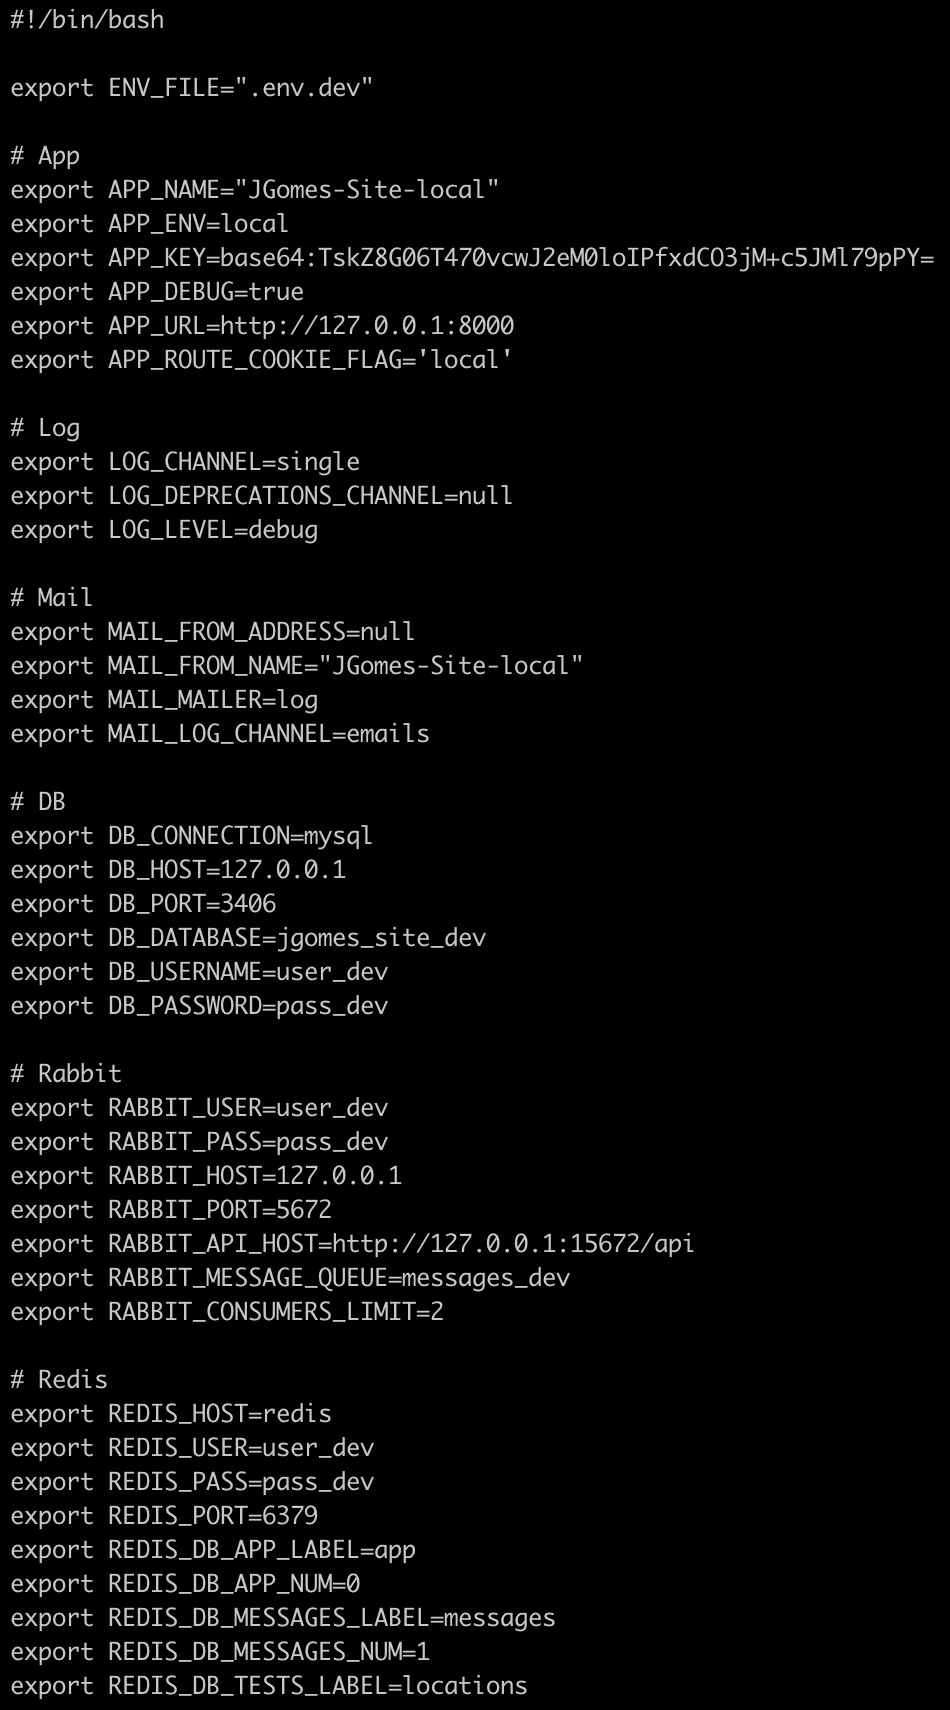 #!/bin/bash
export ENV_FILE=".env.dev"
# App
export APP_NAME="JGomes-Site-local"
export APP_ENV=local
export APP_KEY=base64:TskZ8G06T470vcwJ2eM0loIPfxdCO3jM+c5JMl79pPY=
export APP_DEBUG=true
export APP_URL=http://127.0.0.1:8000
export APP_ROUTE_COOKIE_FLAG='local'
# Log
export LOG_CHANNEL=single
export LOG_DEPRECATIONS_CHANNEL=null
export LOG_LEVEL=debug
# Mail
export MAIL_FROM_ADDRESS=null
export MAIL_FROM_NAME="JGomes-Site-local"
export MAIL_MAILER=log
export MAIL_LOG_CHANNEL=emails
# DB
export DB_CONNECTION=mysql
export DB_HOST=127.0.0.1
export DB_PORT=3406
export DB_DATABASE=jgomes_site_dev
export DB_USERNAME=user_dev
export DB_PASSWORD=pass_dev
# Rabbit
export RABBIT_USER=user_dev
export RABBIT_PASS=pass_dev
export RABBIT_HOST=127.0.0.1
export RABBIT_PORT=5672
export RABBIT_API_HOST=http://127.0.0.1:15672/api
export RABBIT_MESSAGE_QUEUE=messages_dev
export RABBIT_CONSUMERS_LIMIT=2
# Redis
export REDIS_HOST=redis
export REDIS_USER=user_dev
export REDIS_PASS=pass_dev
export REDIS_PORT=6379
export REDIS_DB_APP_LABEL=app
export REDIS_DB_APP_NUM=0
export REDIS_DB_MESSAGES_LABEL=messages
export REDIS_DB_MESSAGES_NUM=1
export REDIS_DB_TESTS_LABEL=locations